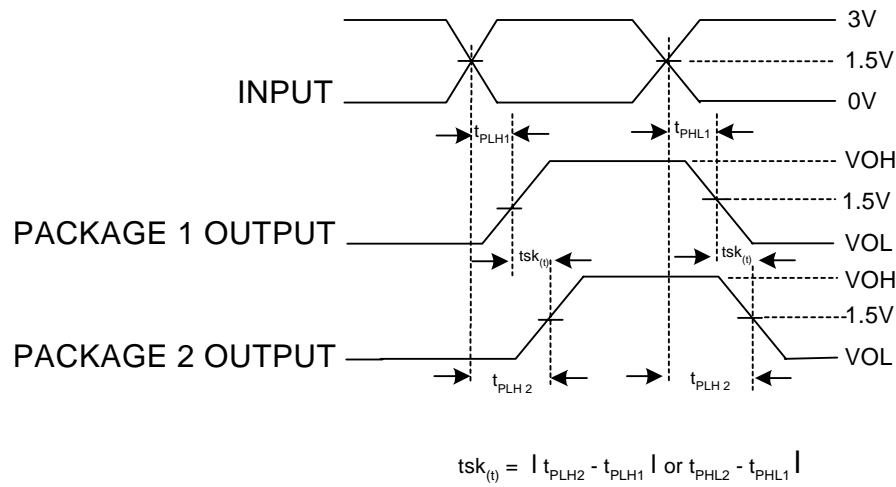 3V
1.5V
INPUT
0V
tPLH1
tPHL1
VOH
1.5V
PACKAGE 1 OUTPUT
VOL
tsk(t)
tsk(t)
VOH
1.5V
PACKAGE 2 OUTPUT
VOL
tPLH 2
tPLH 2
tsk(t) = | tPLH2 - tPLH1 | or tPHL2 - tPHL1 |